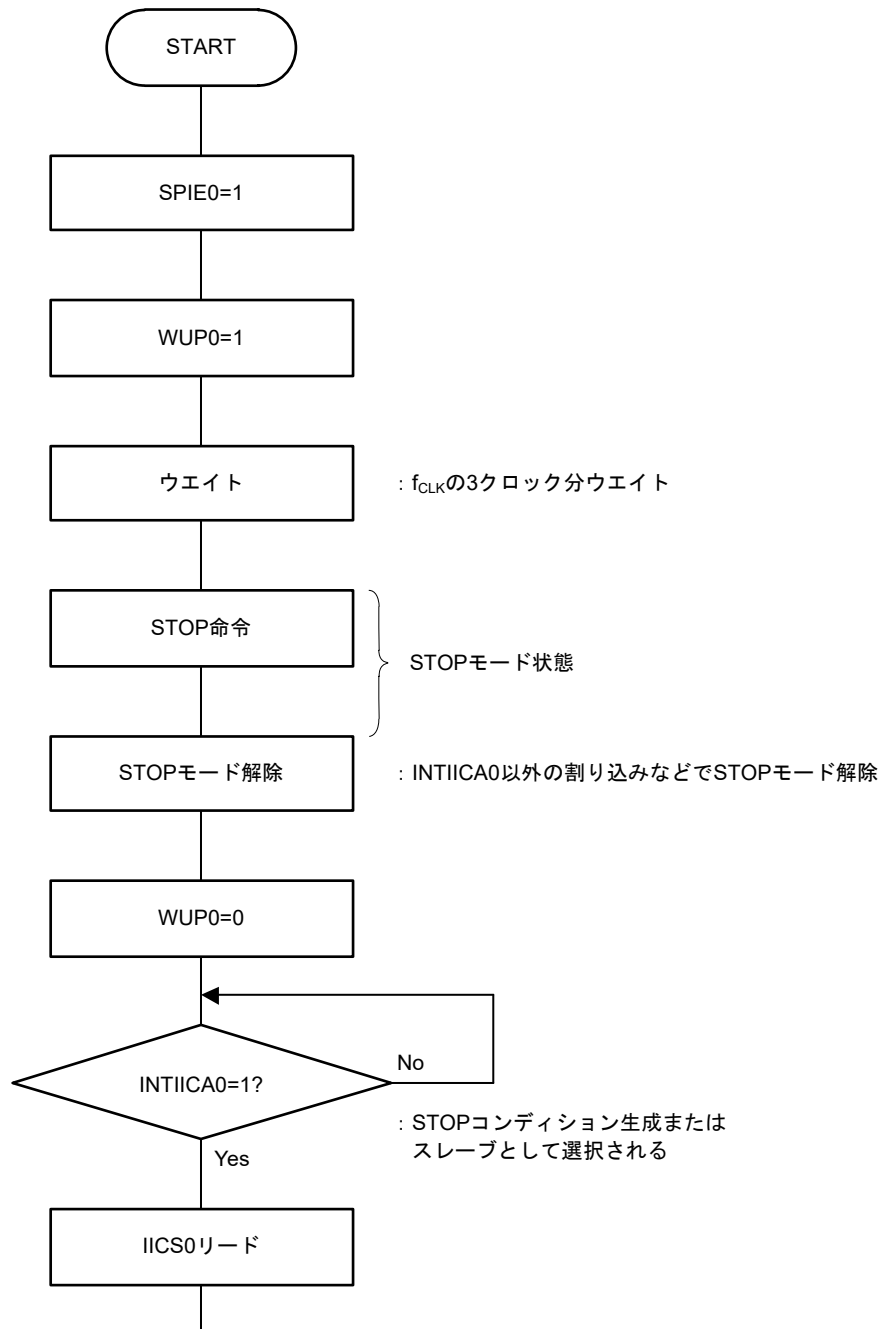 START
SPIE0=1
WUP0=1
ウエイト
：fCLKの3クロック分ウエイト
STOP命令
STOPモード状態
STOPモード解除
：INTIICA0以外の割り込みなどでSTOPモード解除
WUP0=0
INTIICA0=1?
No
：STOPコンディション生成または
スレーブとして選択される
Yes
IICS0リード